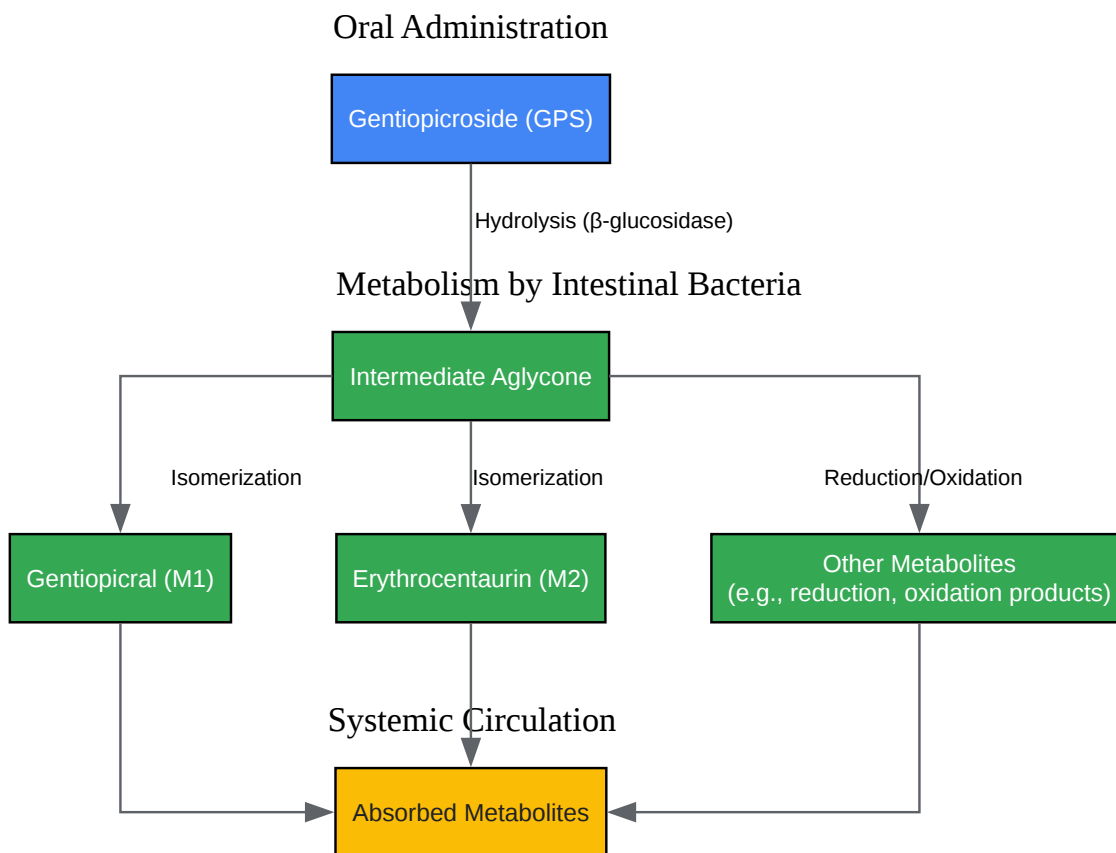 Oral Administration
Gentiopicroside (GPS)
Hydrolysis (β-glucosidase)
Metabolism by Intestinal Bacteria
Intermediate Aglycone
Isomerization
Isomerization
Reduction/Oxidation
Gentiopicral (M1)
Erythrocentaurin (M2)
Other Metabolites
(e.g., reduction, oxidation products)
Systemic Circulation
Absorbed Metabolites